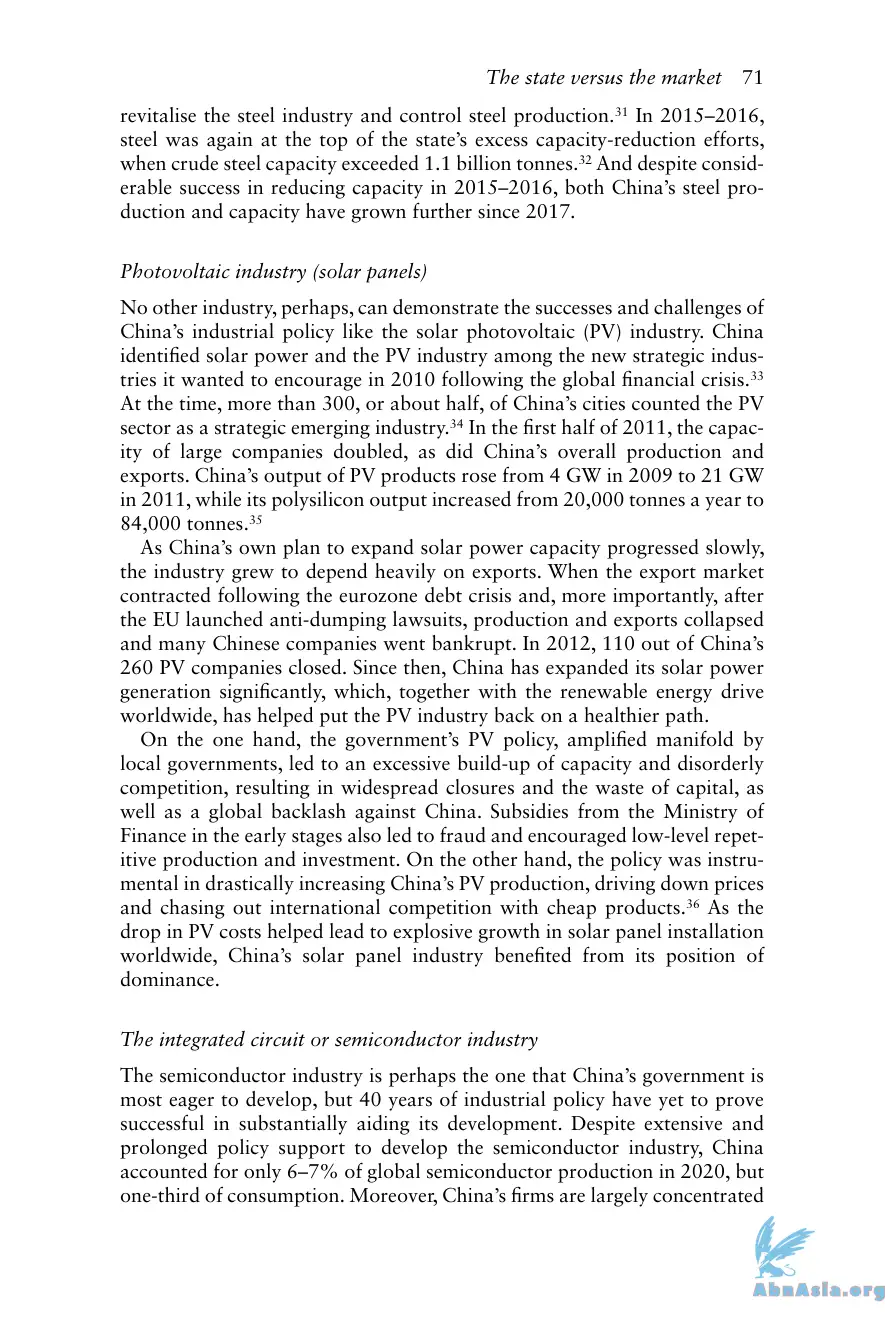 The state versus the market 71
revitalise the steel industry and control steel production.31 In 2015–2016,
steel was again at the top of the state’s excess capacity-reduction efforts,
when crude steel capacity exceeded 1.1 billion tonnes.32 And despite consid-
erable success in reducing capacity in 2015–2016, both China’s steel pro-
duction and capacity have grown further since 2017.
Photovoltaic industry (solar panels)
No other industry, perhaps, can demonstrate the successes and challenges of
China’s industrial policy like the solar photovoltaic (PV) industry. China
identified solar power and the PV industry among the new strategic indus-
tries it wanted to encourage in 2010 following the global financial crisis.33
At the time, more than 300, or about half, of China’s cities counted the PV
sector as a strategic emerging industry.34 In the first half of 2011, the capac-
ity of large companies doubled, as did China’s overall production and
exports. China’s output of PV products rose from 4 GW in 2009 to 21 GW
in 2011, while its polysilicon output increased from 20,000 tonnes a year to
84,000 tonnes.35
As China’s own plan to expand solar power capacity progressed slowly,
the industry grew to depend heavily on exports. When the export market
contracted following the eurozone debt crisis and, more importantly, after
the EU launched anti-dumping lawsuits, production and exports collapsed
and many Chinese companies went bankrupt. In 2012, 110 out of China’s
260 PV companies closed. Since then, China has expanded its solar power
generation significantly, which, together with the renewable energy drive
worldwide, has helped put the PV industry back on a healthier path.
On the one hand, the government’s PV policy, amplified manifold by
local governments, led to an excessive build-up of capacity and disorderly
competition, resulting in widespread closures and the waste of capital, as
well as a global backlash against China. Subsidies from the Ministry of
Finance in the early stages also led to fraud and encouraged low-level repet-
itive production and investment. On the other hand, the policy was instru-
mental in drastically increasing China’s PV production, driving down prices
and chasing out international competition with cheap products.36 As the
drop in PV costs helped lead to explosive growth in solar panel installation
worldwide, China’s solar panel industry benefited from its position of
dominance.
The integrated circuit or semiconductor industry
The semiconductor industry is perhaps the one that China’s government is
most eager to develop, but 40 years of industrial policy have yet to prove
successful in substantially aiding its development. Despite extensive and
prolonged policy support to develop the semiconductor industry, China
accounted for only 6–7% of global semiconductor production in 2020, but
one-third of consumption. Moreover, China’s firms are largely concentrated
AbnAsia.org